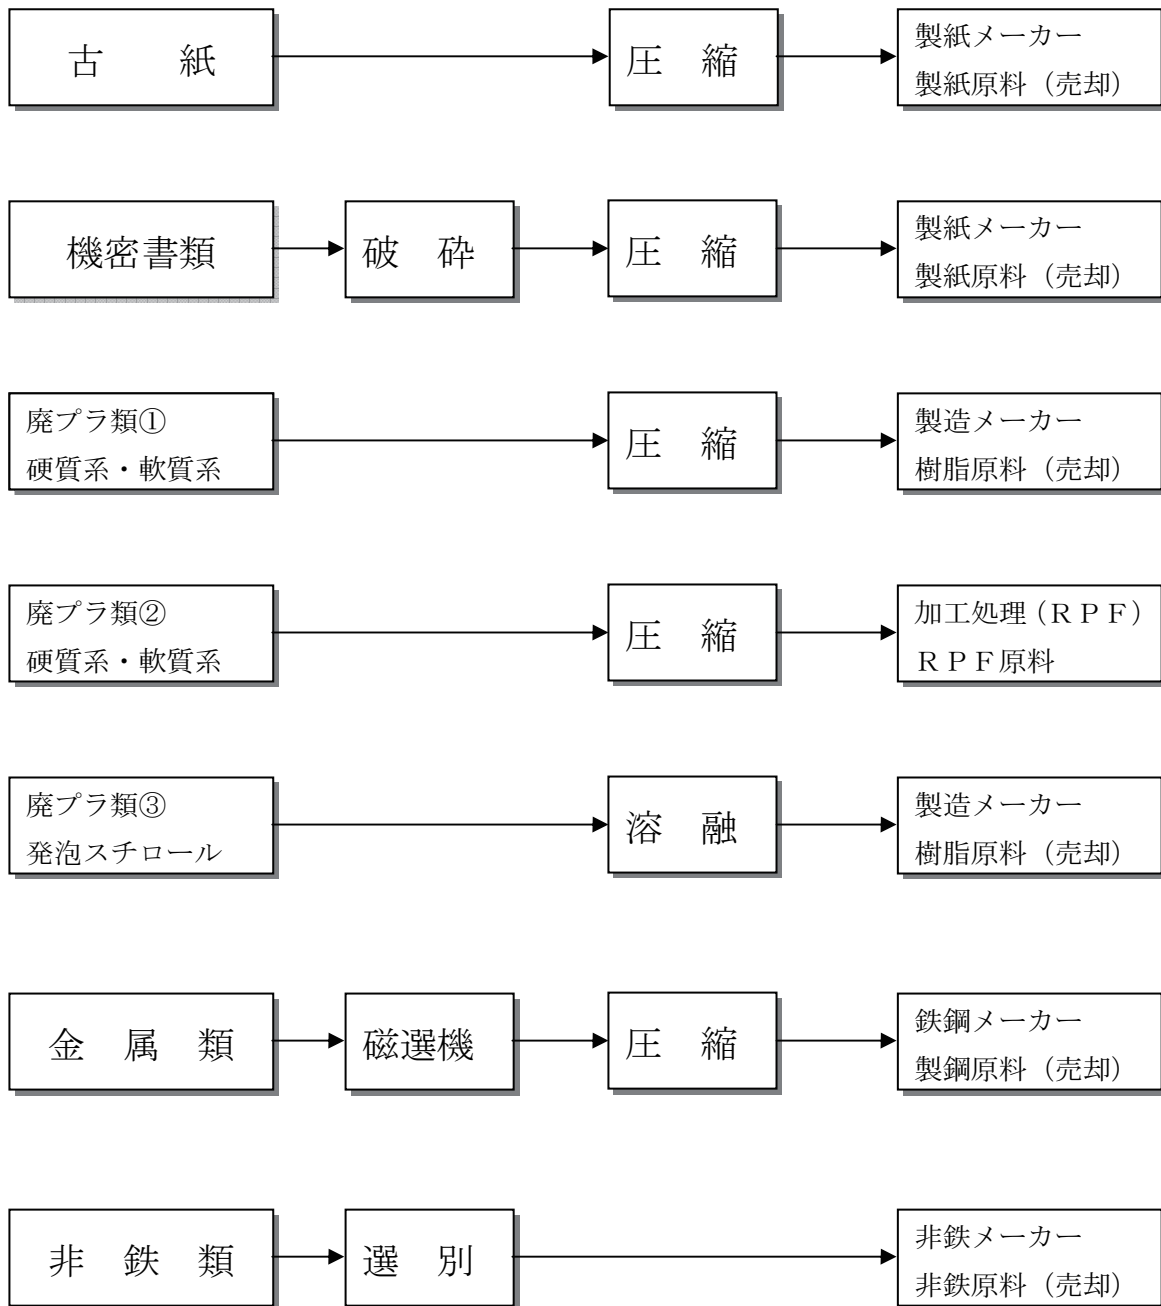 古　　紙
圧　縮
製紙メーカー
製紙原料（売却）
機密書類
破　砕
圧　縮
製紙メーカー
製紙原料（売却）
廃プラ類①
硬質系・軟質系
圧　縮
製造メーカー
樹脂原料（売却）
廃プラ類②
硬質系・軟質系
圧　縮
加工処理（ＲＰＦ）
ＲＰＦ原料
廃プラ類③
発泡スチロール
溶　融
製造メーカー
樹脂原料（売却）
金　属　類
磁選機
圧　縮
鉄鋼メーカー
製鋼原料（売却）
非　鉄　類
選　別
非鉄メーカー
非鉄原料（売却）